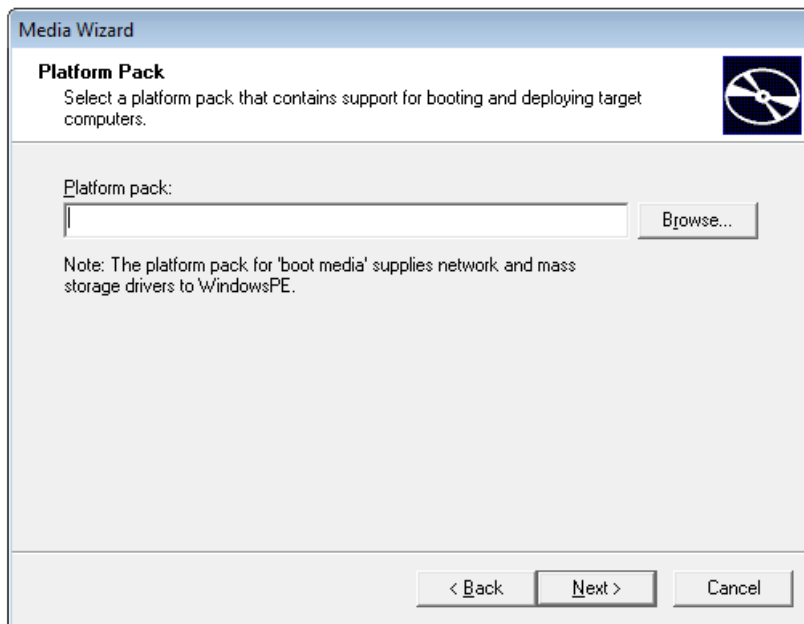 Media Wizard
Platform Pack
Select a platform pack that contains support for booting and deploying target
computers.
Platform pack:
Browse...
Note: The platform pack for 'boot media' supplies network and mass
storage drivers to WindowsPE.
< Back
Next >
Cancel